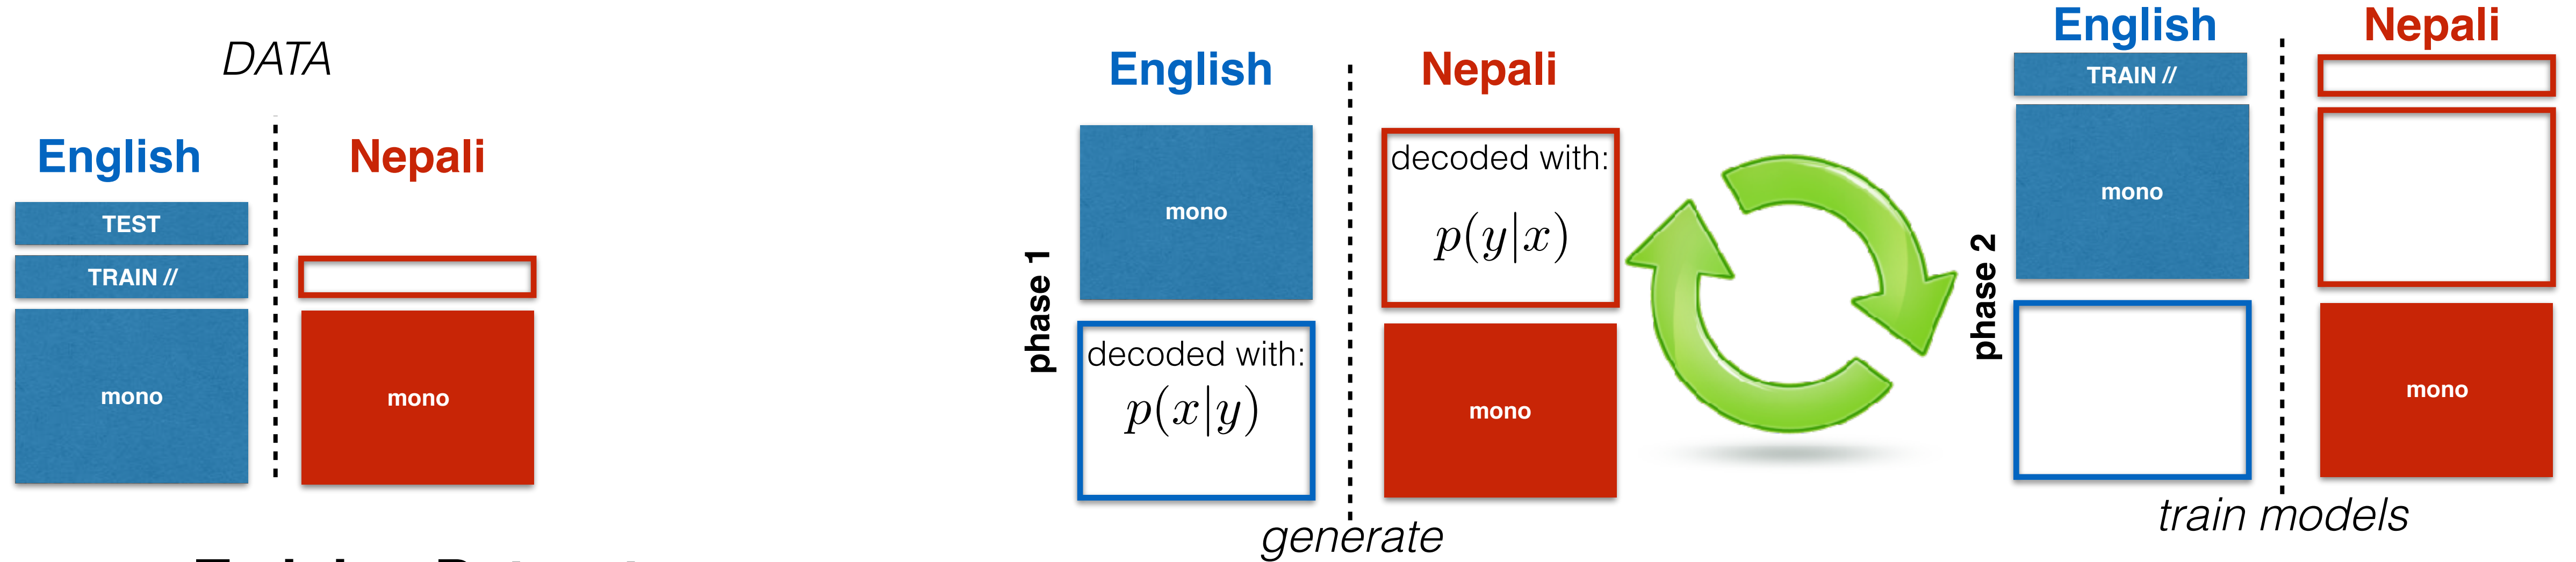 DATA
English
Nepali
TEST
TRAIN //
mono
mono
phase 1
English
Nepali
mono
decoded with:
p(y|x)
decoded with:
p(x|y)
mono
generate
phase 2
English
Nepali
TRAIN //
mono
mono
train models